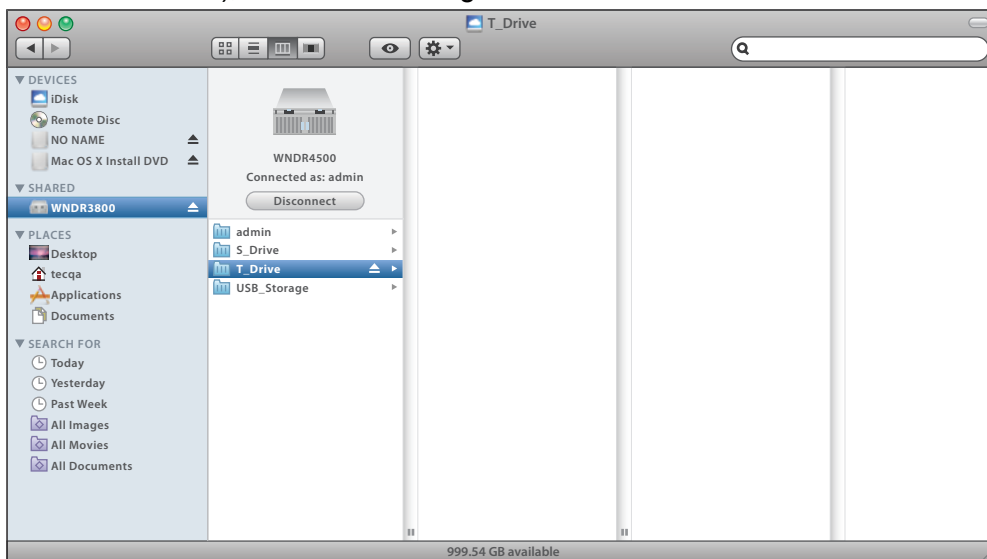 T_Drive
DEVICES
iDisk
Remote Disc
NO NAME
Mac OS X Install DVD
SHARED
WNDR3800
PLACES
Desktop
tecqa
Applications
Documents
SEARCH FOR
Today
Yesterday
Past Week
All Images
All Movies
All Documents
WNDR4500
Connected as: admin
Disconnect
admin
S_Drive
T_Drive
USB_Storage
999.54 GB available